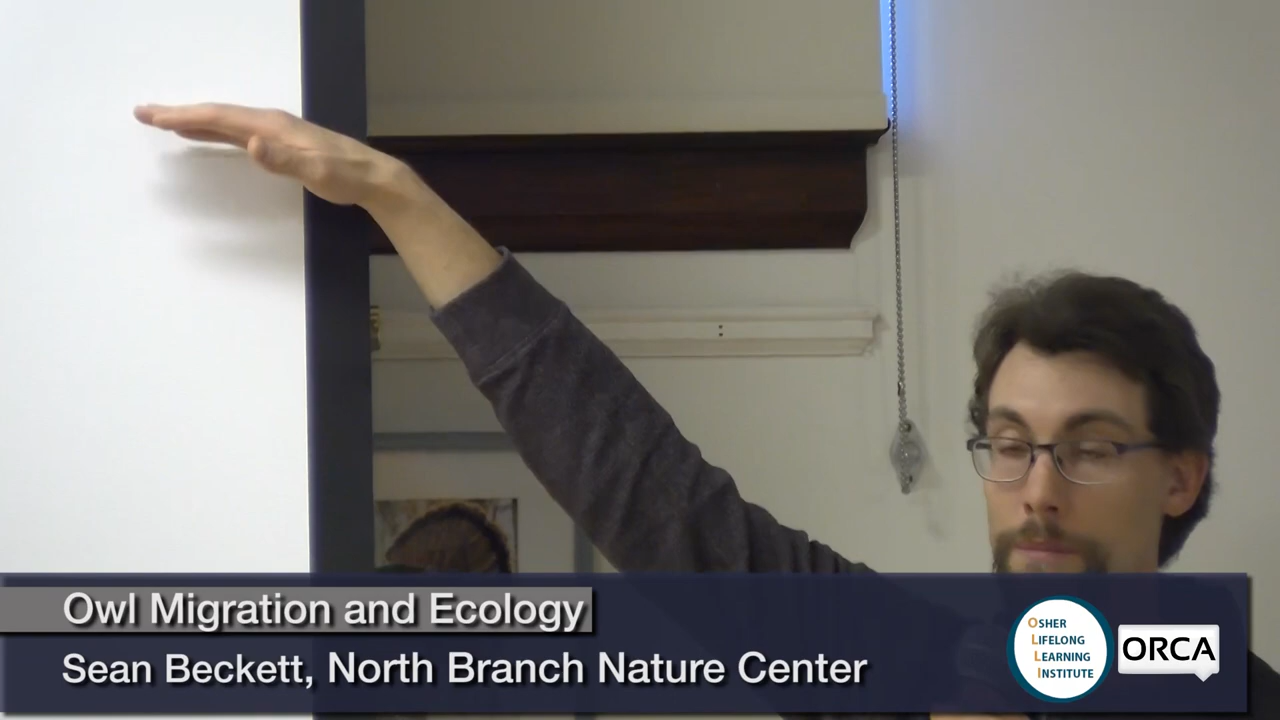 Owl Migration and Ecology
Sean Beckett, North Branch Nature Center
OSHER
LIFELONG
LEARNING
INSTITUTE
ORCA